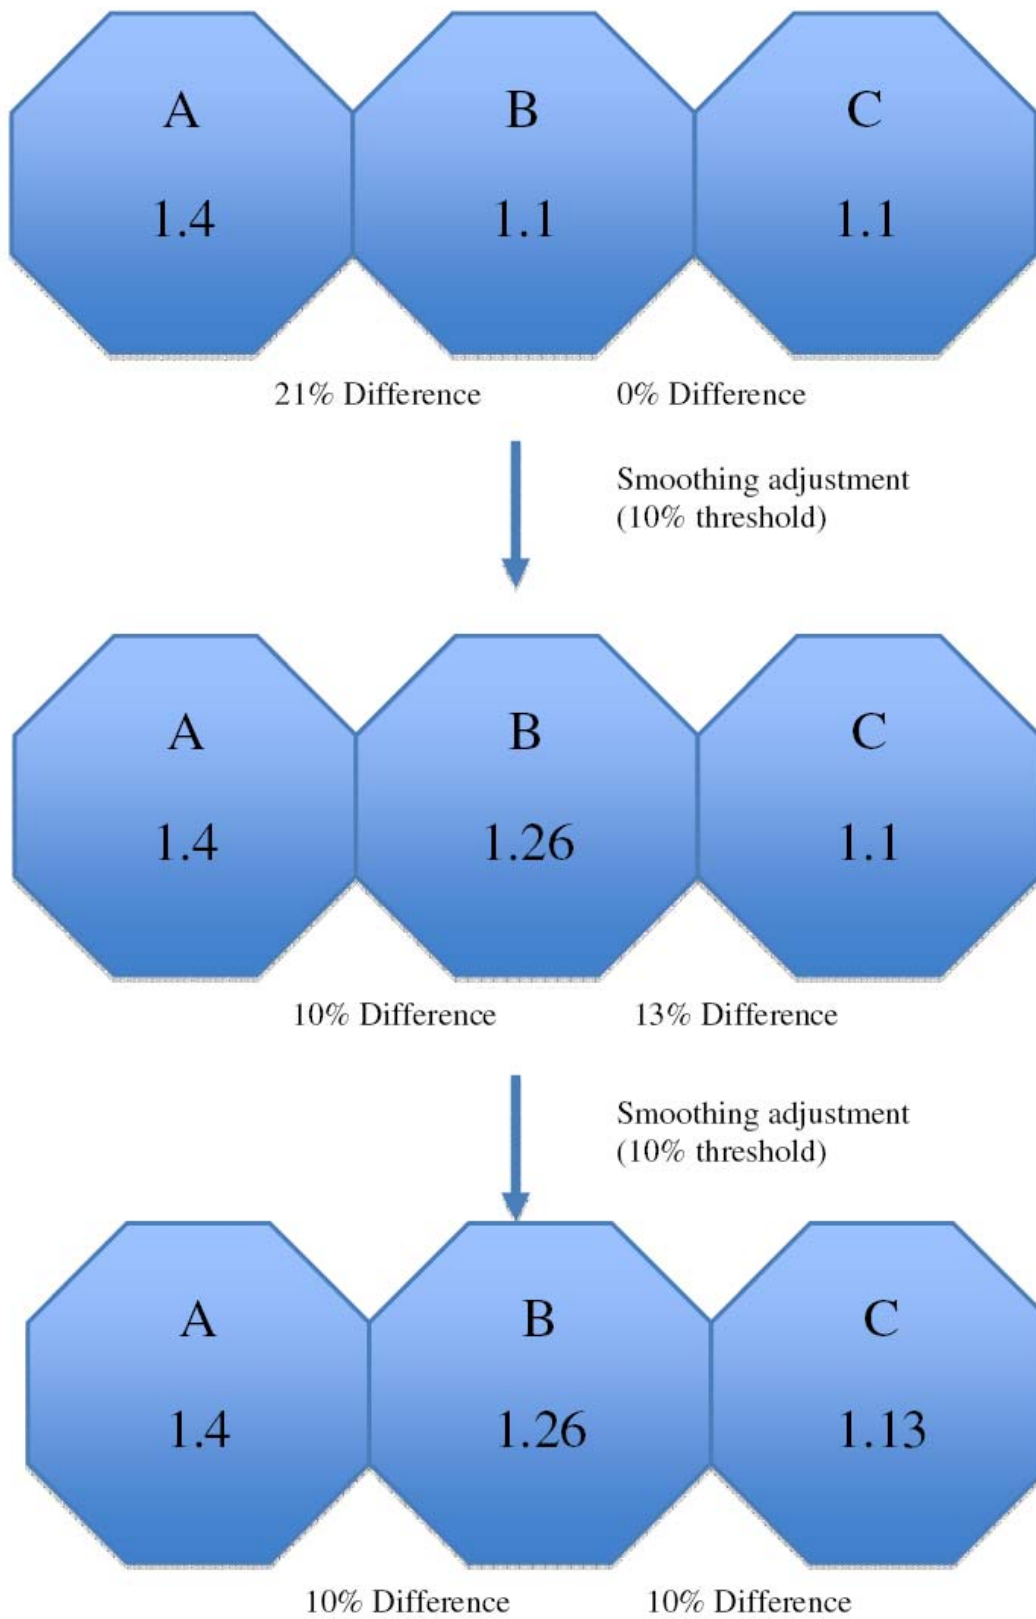 A B C
1.4 1.1 1.1
21% Difference 0% Difference
Smoothing adjustment
(10% threshold)
A B C
1.4 1.26 1.1
10% Difference 13% Difference
Smoothing adjustment
(10% threshold)
A B C
1.4 1.26 1.13
10% Difference 10% Difference